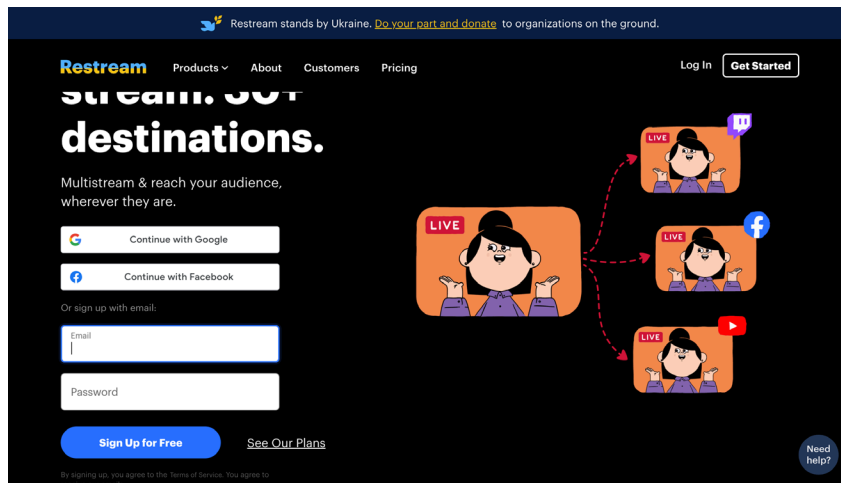 Restream stands by Ukraine. Do your part and donate to organizations on the ground.
Restream Products About Customers Pricing Log In Get Started
stream. 30+
destinations.
Multistream & reach your audience,
wherever they are.
Continue with Google
Continue with Facebook
Or sign up with email:
Email
Password
Sign Up for Free See Our Plans
By signing up, you agree to the Terms of Service. You agree to
LIVE
LIVE
LIVE
LIVE
Need
help?